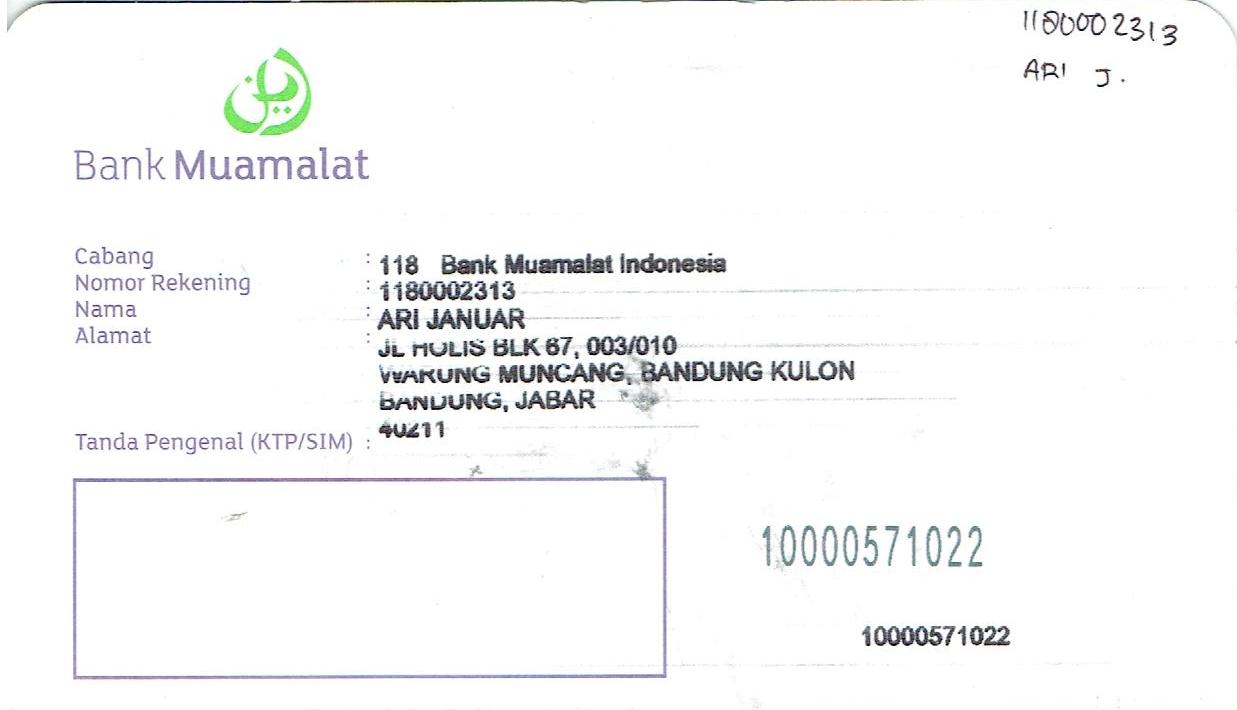 1180002313
ARI J.
Bank Muamalat
Cabang : 118 Bank Muamalat Indonesia
Nomor Rekening : 1180002313
Nama : ARI JANUAR
Alamat : JL HOLIS BLK 67, 003/010
WARUNG MUNCANG, BANDUNG KULON
BANDUNG, JABAR
40211
Tanda Pengenal (KTP/SIM) :
10000571022
10000571022